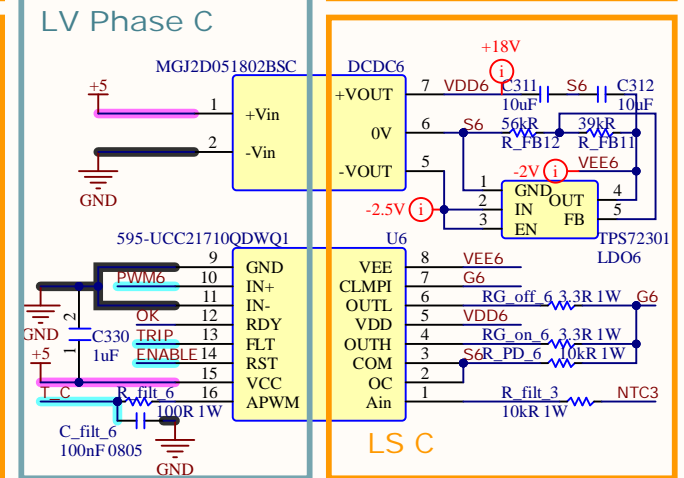 LV Phase C
+18V
MGJ2D051802BSC DCDC6
+5
1 +Vin
2 -Vin
GND
+VOUT 7 VDD6
C311 S6 C312
10uF 10uF
0V 6 S6
56kR 39kR
R_FB12 R_FB11
-VOUT 5
-2V i VEE6
i
-2.5V i
1 GND OUT 4
2 IN
3 EN FB 5
TPS72301
LDO6
595-UCC21710QDWQ1 U6
9 GND VEE 8 VEE6
PWM6 10 IN+ CLMPI 7 G6
11 IN- OUTL 6 RG_off_6 3.3R 1W G6
OK 12 RDY VDD 5 VDD6
TRIP 13 FLT OUTH 4 RG_on_6 3.3R 1W
ENABLE 14 RST COM 3 S6 R_PD_6 10kR 1W
15 VCC OC 2
T_C R_filt_6 16 APWM Ain 1 R_filt_3 NTC3
100R 1W 10kR 1W
GND
2
C330
1uF
1
+5
C_filt_6
100nF 0805
GND
LS C